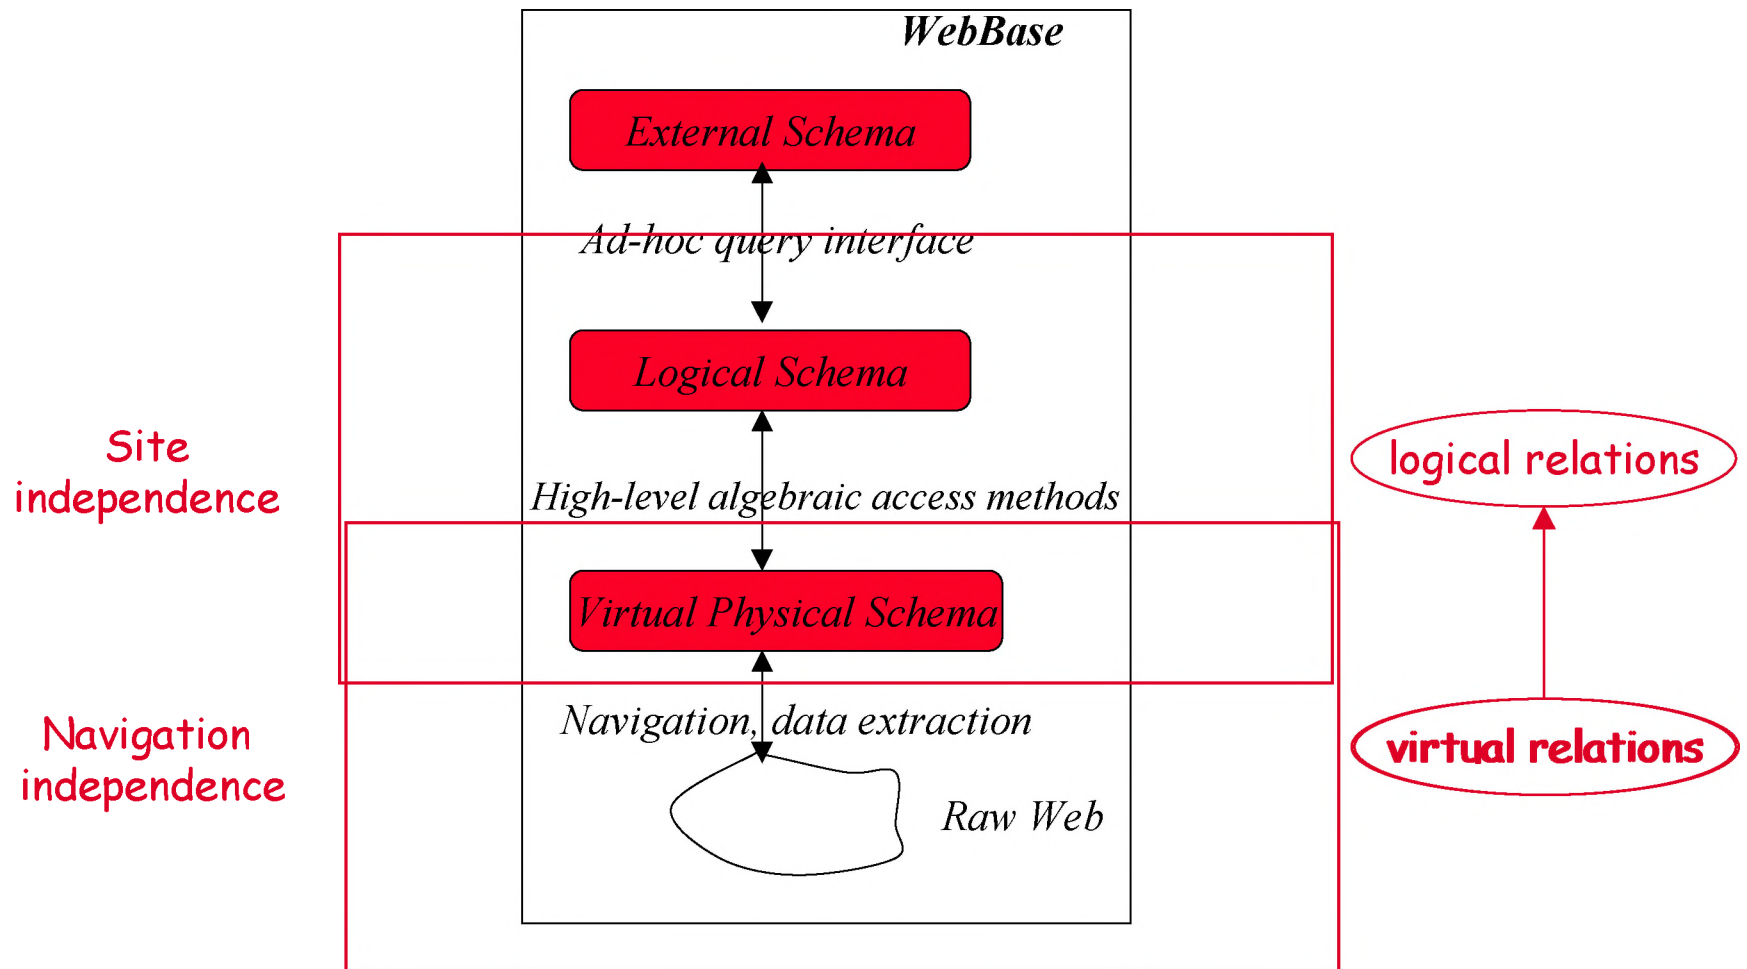 WebBase
External Schema
Ad-hoc query interface
Logical Schema
Site
independence
logical relations
High-level algebraic access methods
Virtual Physical Schema
Navigation, data extraction
Navigation
independence
virtual relations
Raw Web